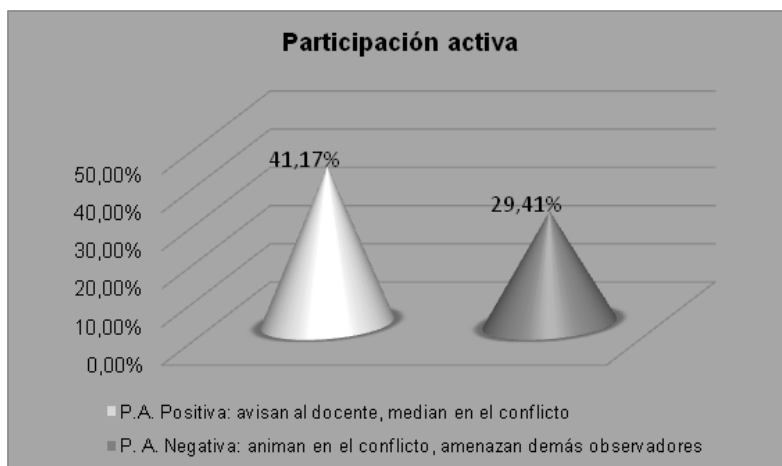 Participación activa
41,17%
29,41%
50,00%
40,00%
30,00%
20,00%
10,00%
0,00%
P.A. Positiva: avisan al docente, median en el conflicto
P. A. Negativa: animan en el conflicto, amenazan demás observadores